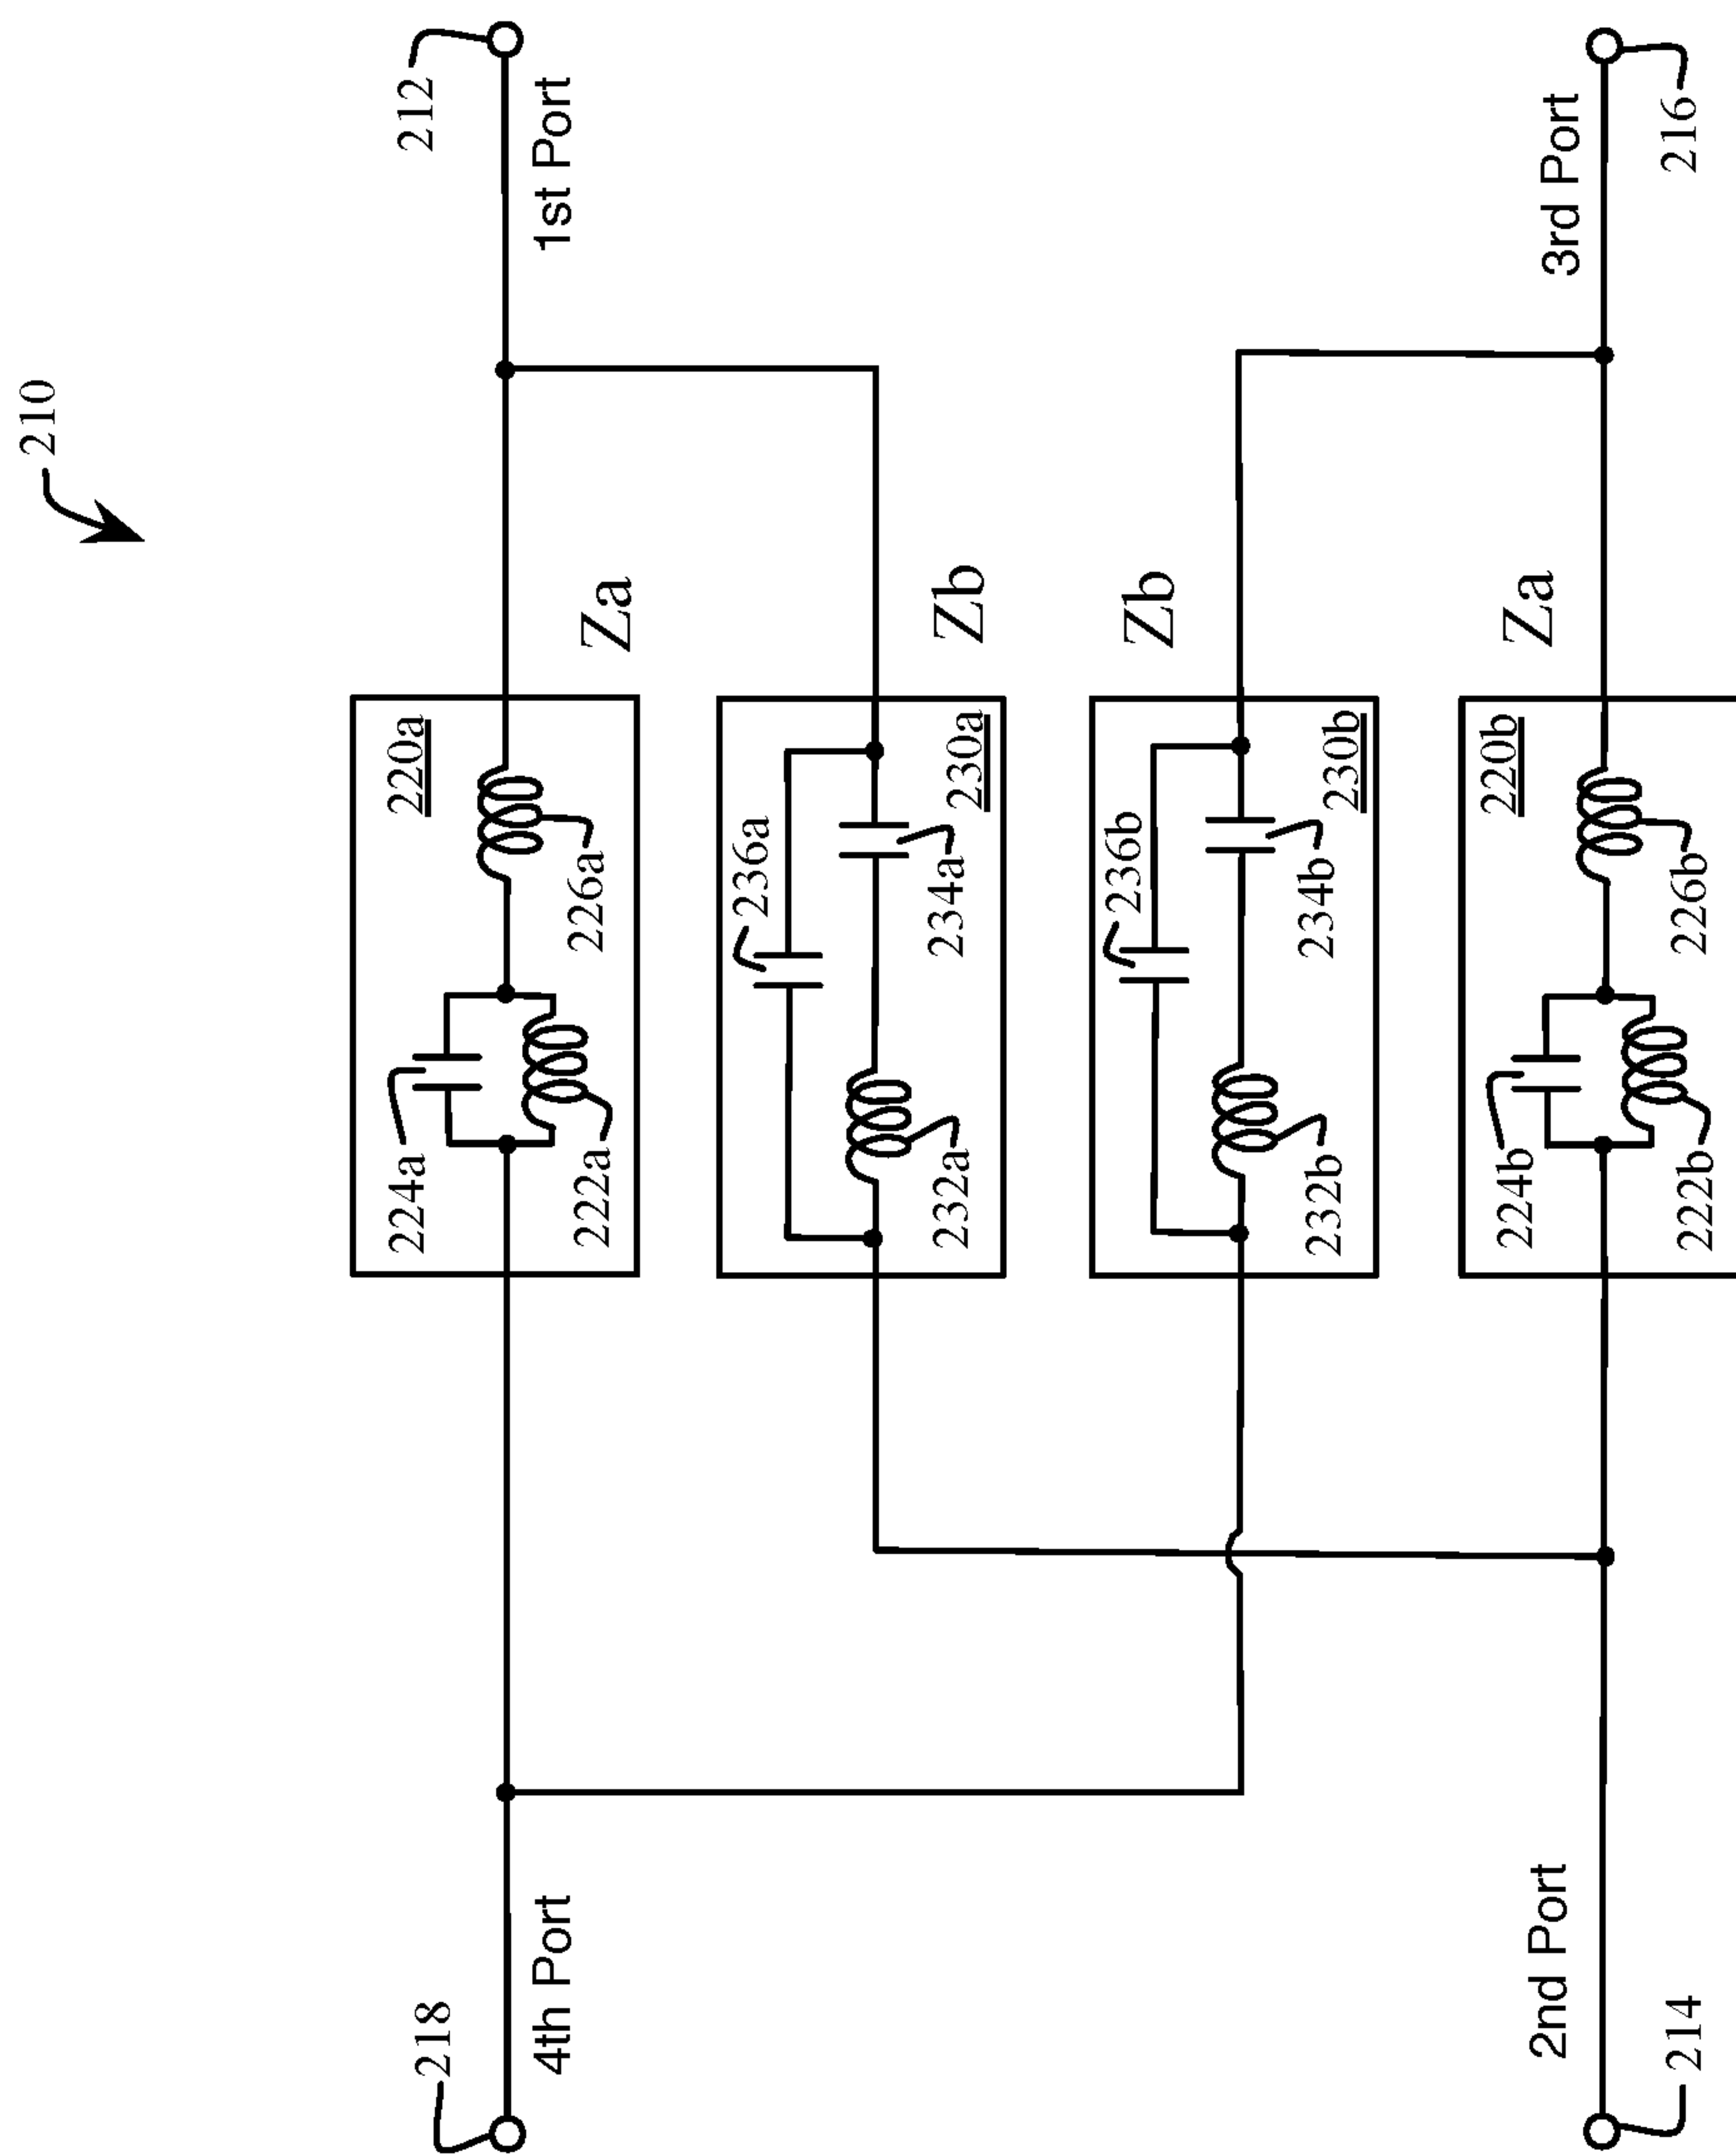 210
212
1st Port
3rd Port
216
Za
Zb
Zb
Za
220a
226a
224a
222a
236a
230a
234a
232a
236b
230b
234b
232b
220b
226b
224b
222b
218
4th Port
2nd Port
214